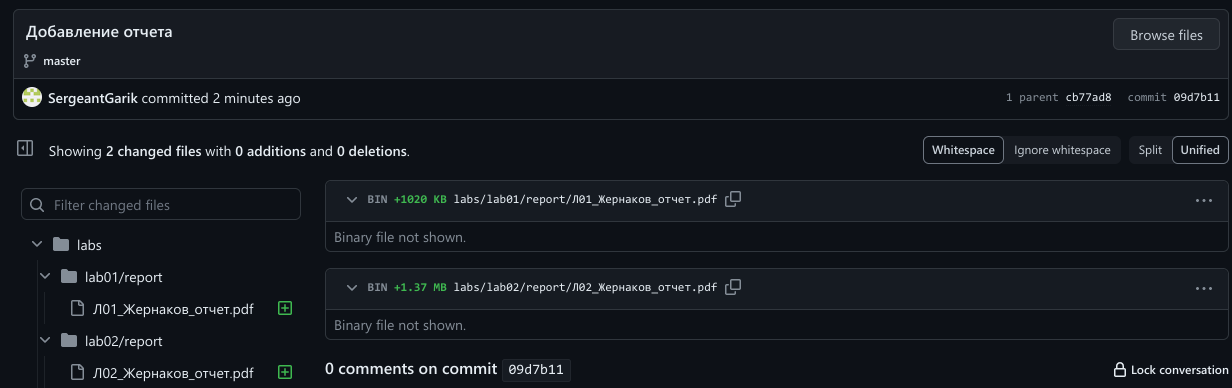 Добавление отчета
Browse files
master
SergeantGarik committed 2 minutes ago
1 parent cb77ad8 commit 09d7b11
Showing 2 changed files with 0 additions and 0 deletions.
Whitespace Ignore whitespace Split Unified
Filter changed files
labs
lab01/report
Л01_Жернаков_отчет.pdf
lab02/report
Л02_Жернаков_отчет.pdf
BIN +1020 KB labs/lab01/report/Л01_Жернаков_отчет.pdf
Binary file not shown.
BIN +1.37 MB labs/lab02/report/Л02_Жернаков_отчет.pdf
Binary file not shown.
0 comments on commit 09d7b11
Lock conversation